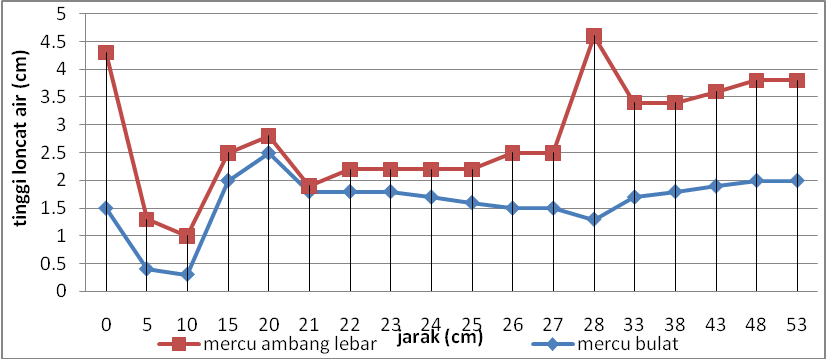 tinggi loncat air (cm)
5
4.5
4
3.5
3
2.5
2
1.5
1
0.5
0
0 5 10 15 20 21 22 23 24 25 26 27 28 33 38 43 48 53
jarak (cm)
mercu ambang lebar mercu bulat